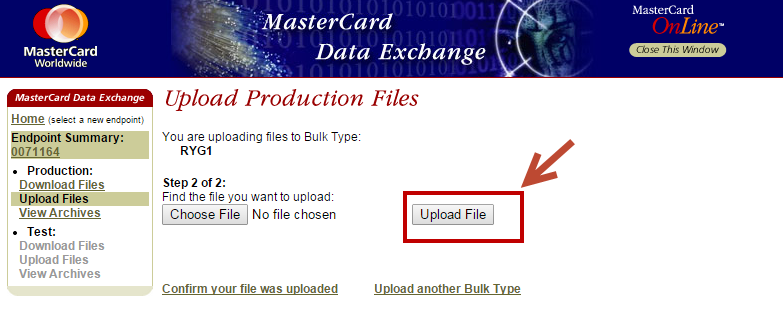 MasterCard
Worldwide
MasterCard
Data Exchange
MasterCard
OnLine™
Close This Window
MasterCard Data Exchange
Home (select a new endpoint)
Endpoint Summary:
0071164
Production:
Download Files
Upload Files
View Archives
Test:
Download Files
Upload Files
View Archives
Upload Production Files
You are uploading files to Bulk Type:
RYG1
Step 2 of 2:
Find the file you want to upload:
Choose File No file chosen Upload File
Confirm your file was uploaded Upload another Bulk Type